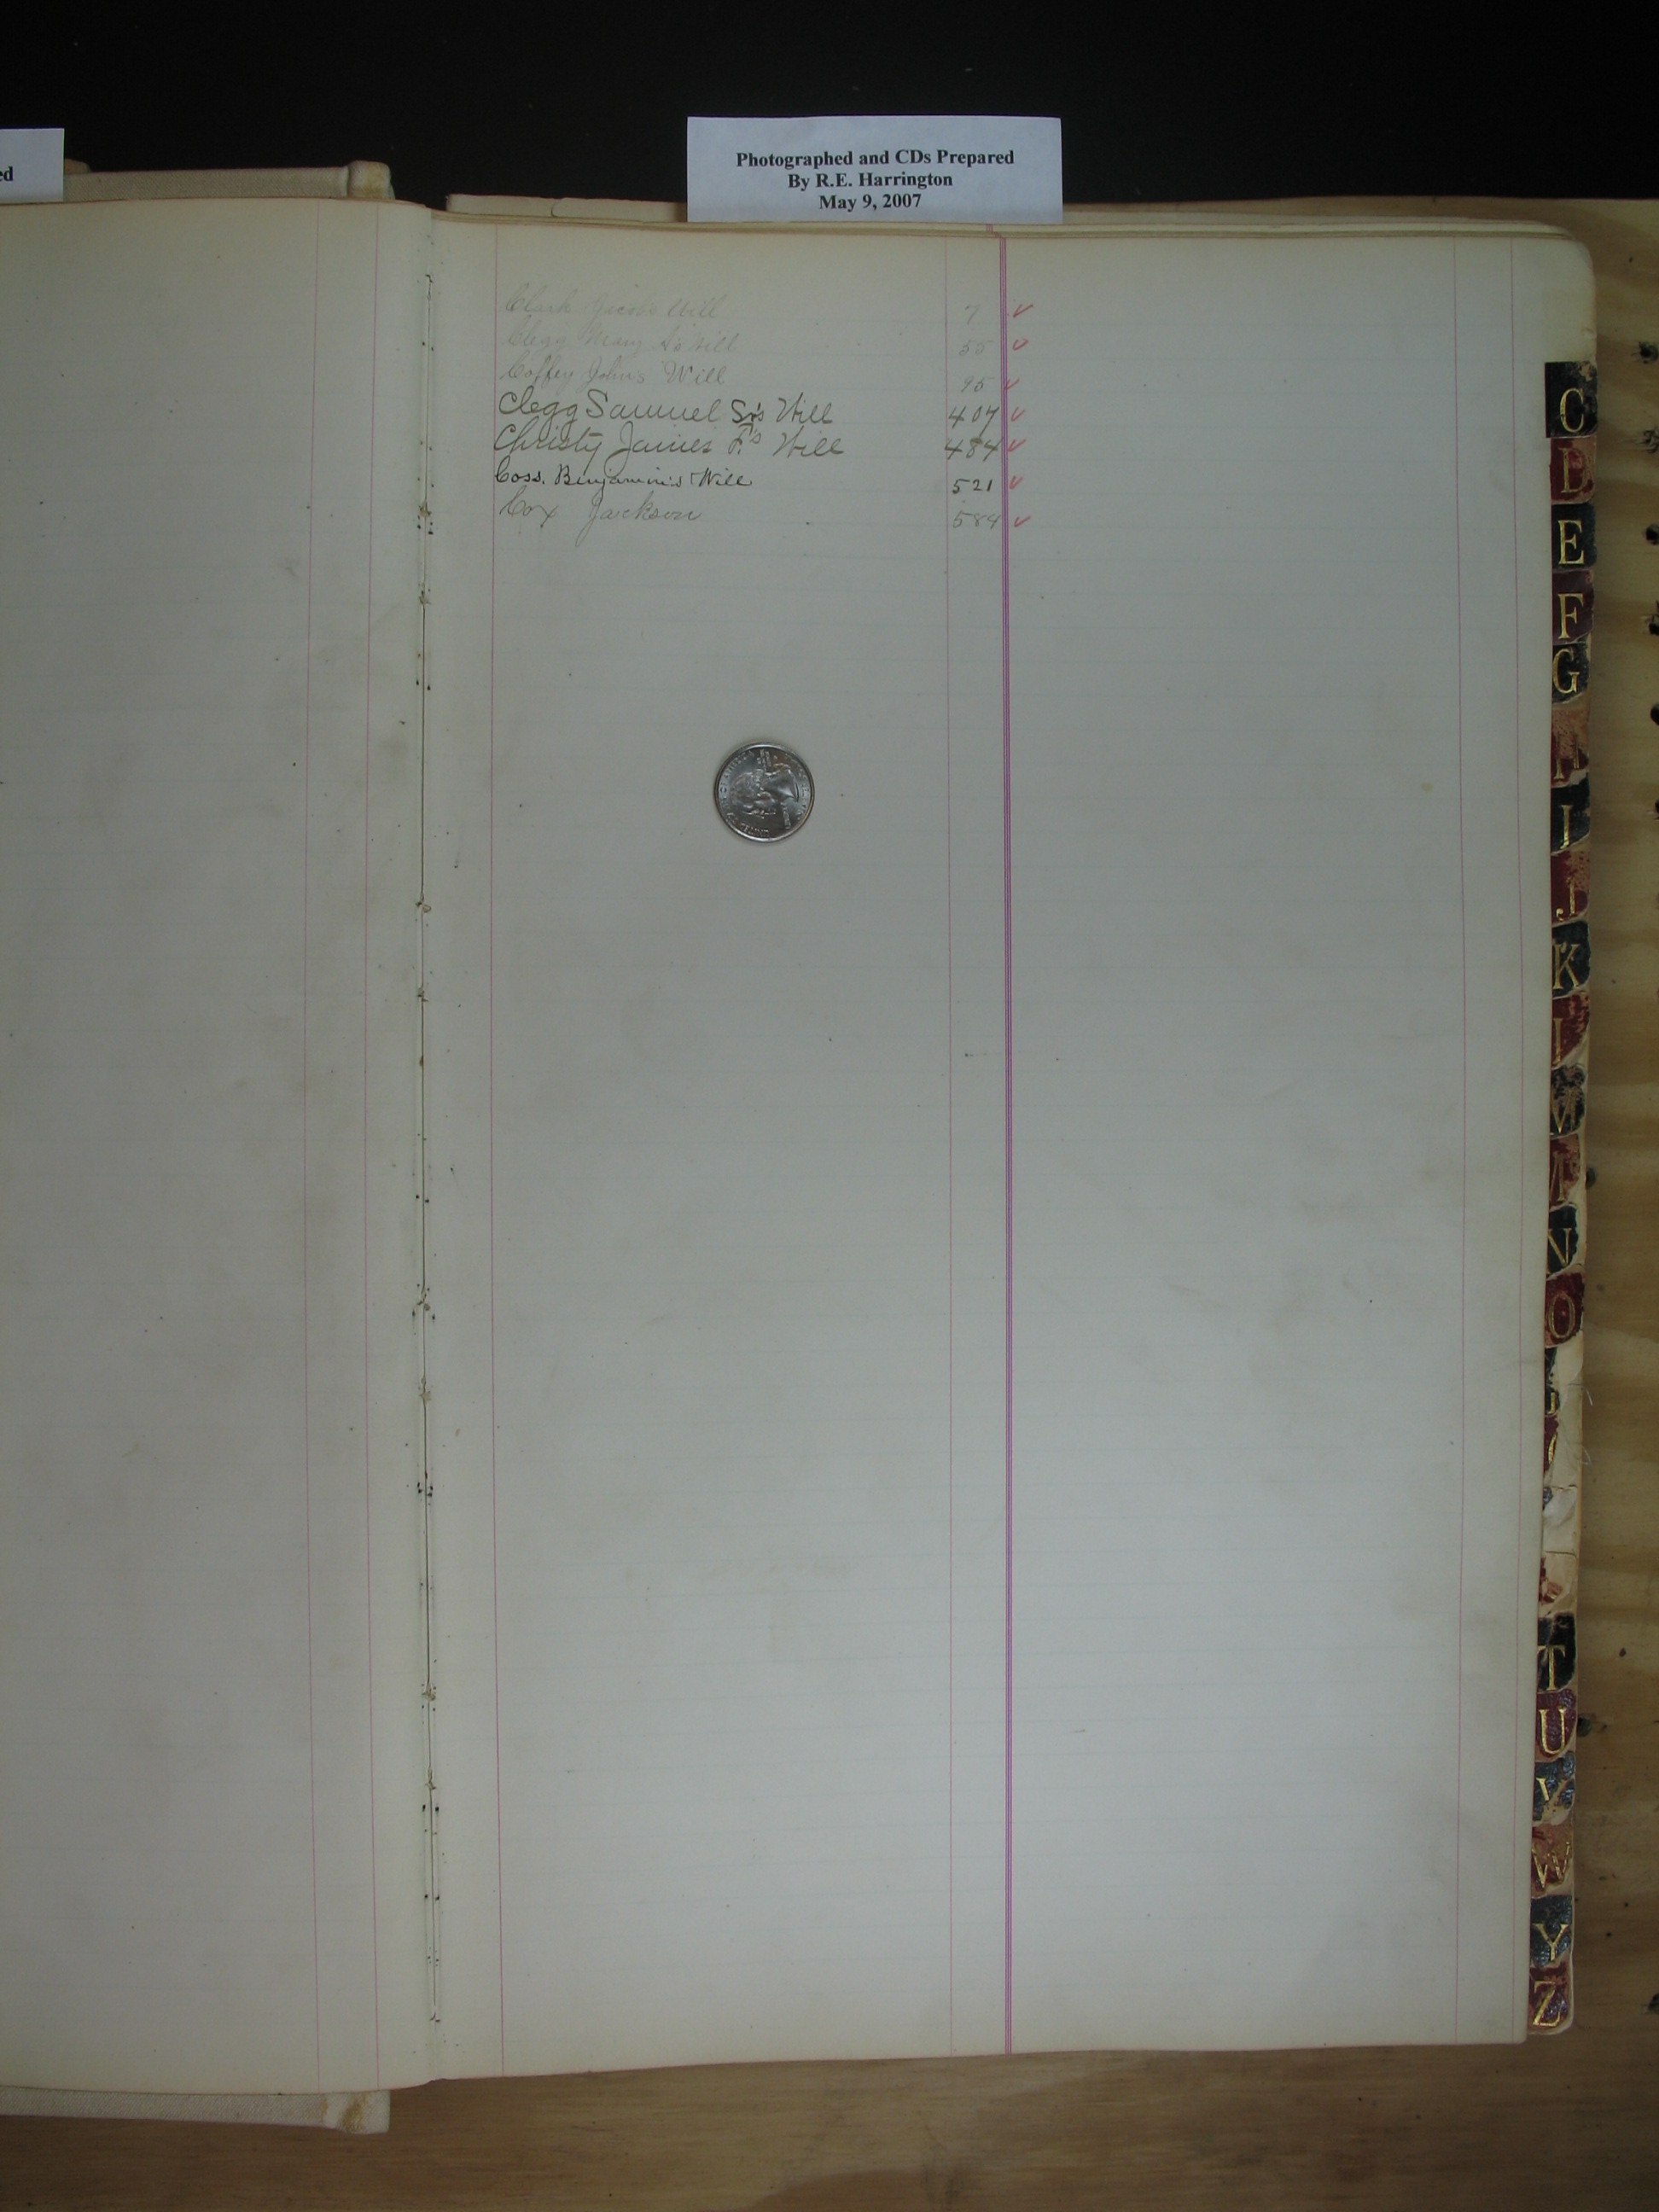 ed
Photographed and CDs Prepared
By R.E. Harrington
May 9, 2007
Clark Jacob's Will 7 ✓
Clegg Mary Will 55 ✓
Coffey John's Will 95 ✓
Clegg Samuel Sr's Will 407 ✓
Christy James F.'s Will 484 ✓
Coss, Benjamin's Will 521 ✓
Cox Jackson 584 ✓
C
D
E
F
G
H
I
J
K
L
M
N
O
T
U
V
W
Y
Z